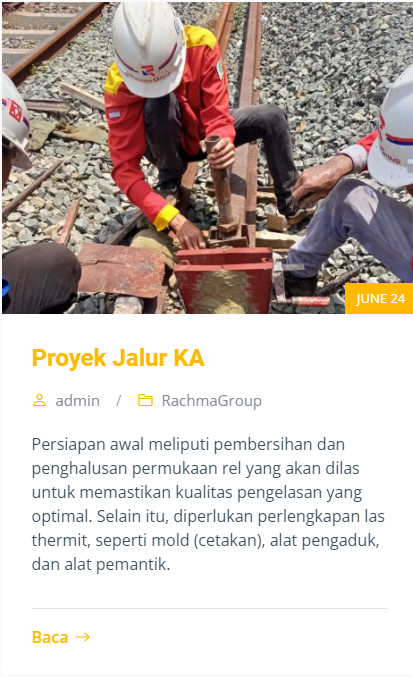 JUNE 24
Proyek Jalur KA
admin / RachmaGroup
Persiapan awal meliputi pembersihan dan
penghalusan permukaan rel yang akan dilas
untuk memastikan kualitas pengelasan yang
optimal. Selain itu, diperlukan perlengkapan las
thermit, seperti mold (cetakan), alat pengaduk,
dan alat pemantik.
Baca →